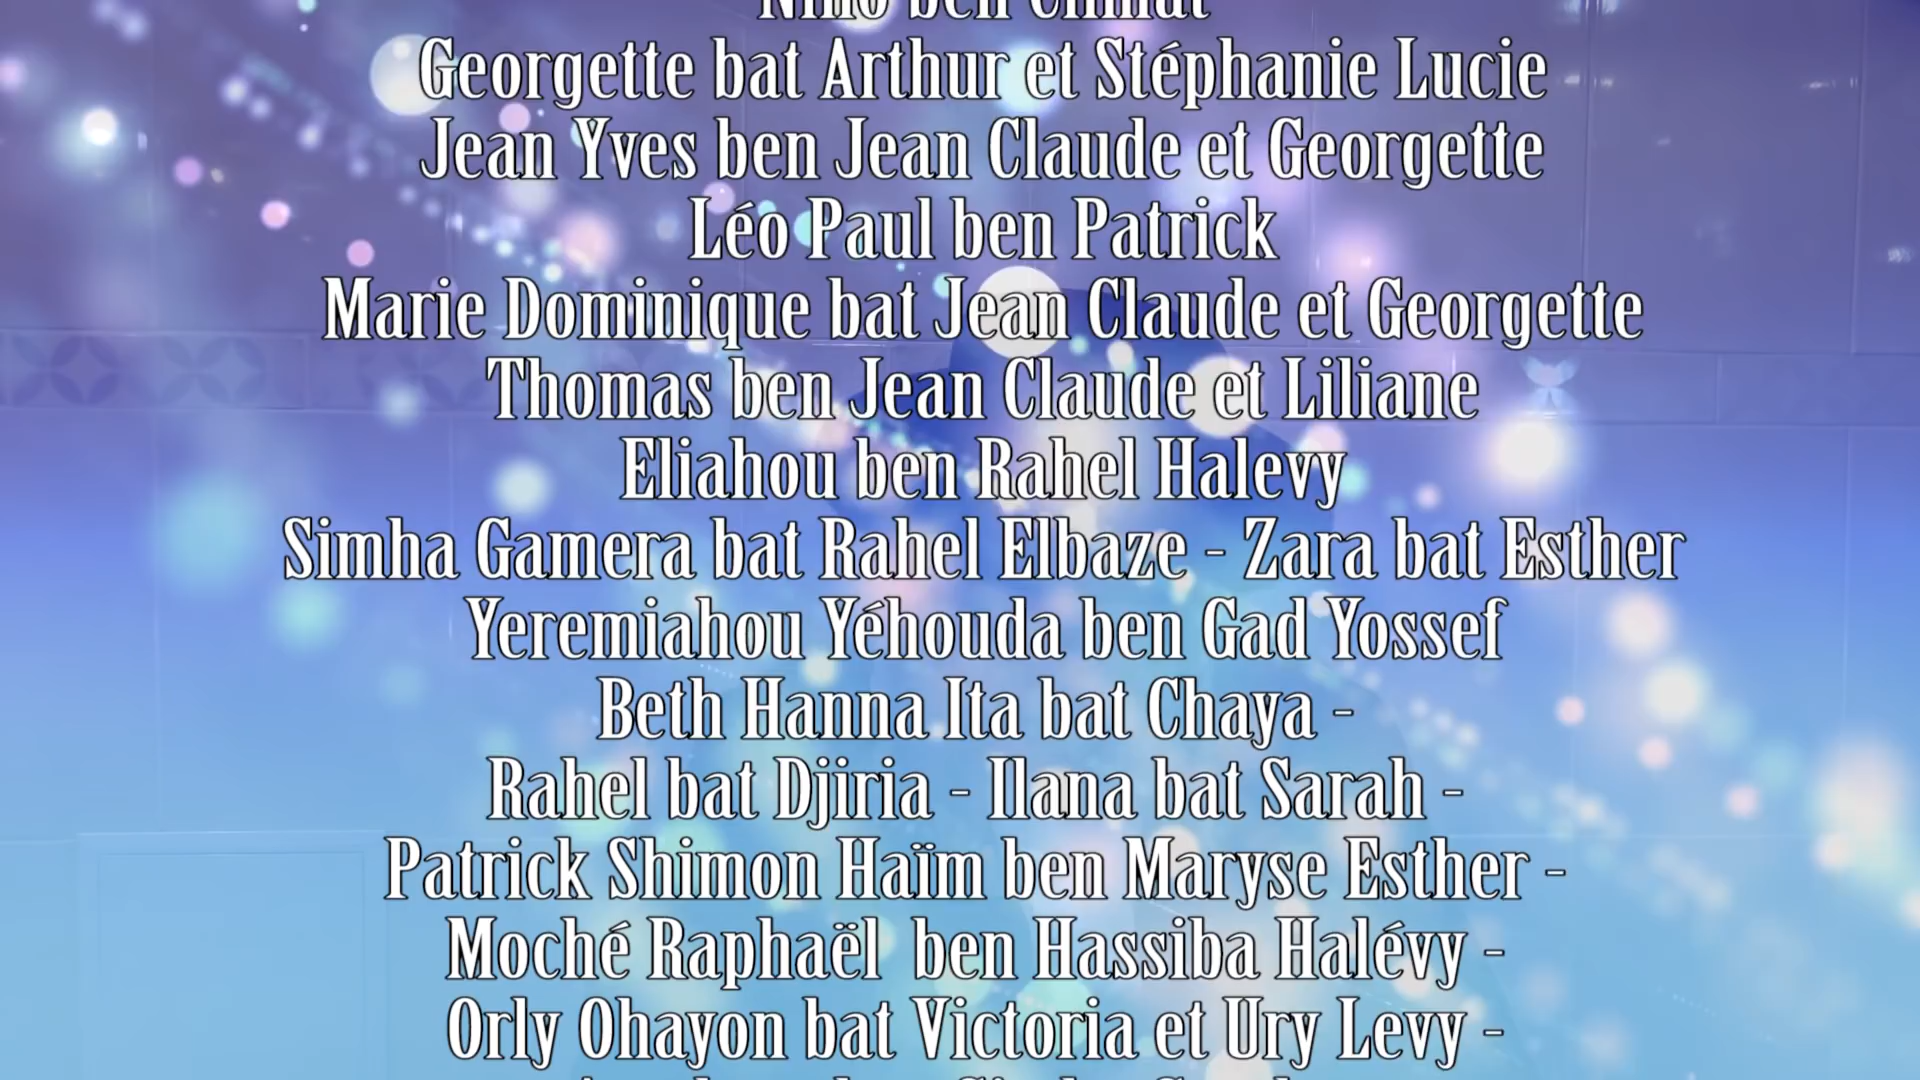 Georgette bat Arthur et Stéphanie Lucie
Jean Yves ben Jean Claude et Georgette
Léo Paul ben Patrick
Marie Dominique bat Jean Claude et Georgette
Thomas ben Jean Claude et Liliane
Eliahou ben Rahel Halevy
Simha Gamera bat Rahel Elbaze - Zara bat Esther
Yeremiahou Yéhouda ben Gad Yossef
Beth Hanna Ita bat Chaya -
Rahel bat Djiria - Ilana bat Sarah -
Patrick Shimon Haïm ben Maryse Esther -
Moché Raphaël  ben Hassiba Halévy -
Orly Ohayon bat Victoria et Ury Levy -